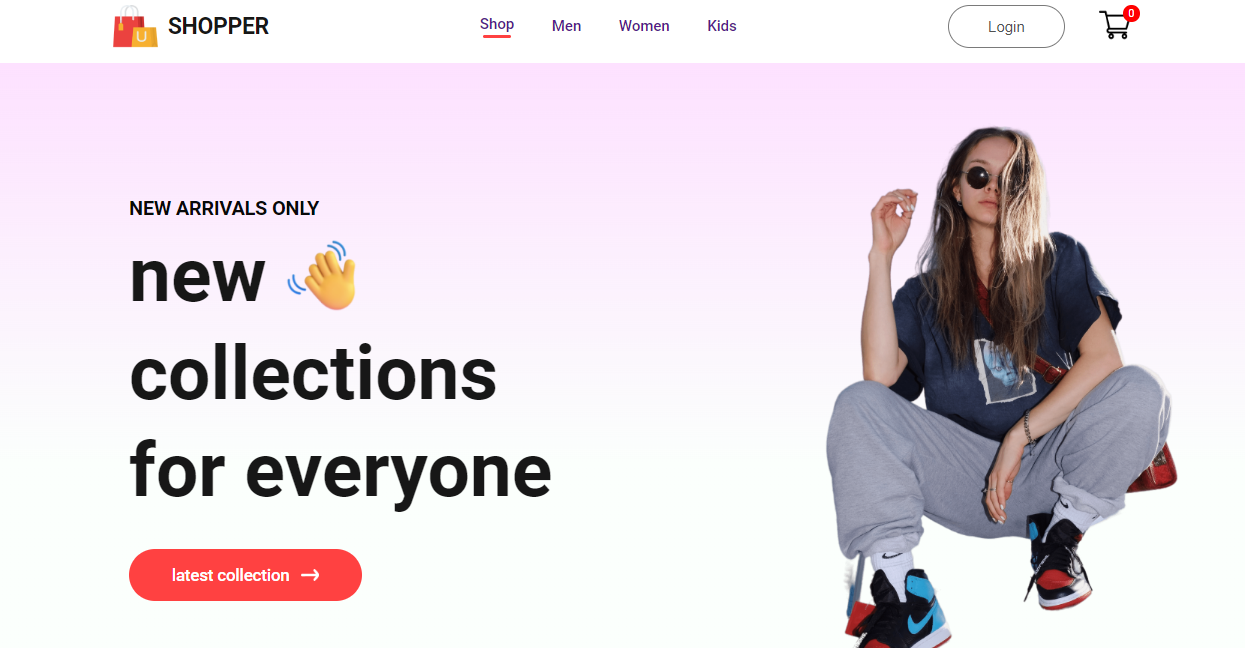 SHOPPER
Shop
Men
Women
Kids
Login
0
NEW ARRIVALS ONLY
new 👋
collections
for everyone
latest collection →